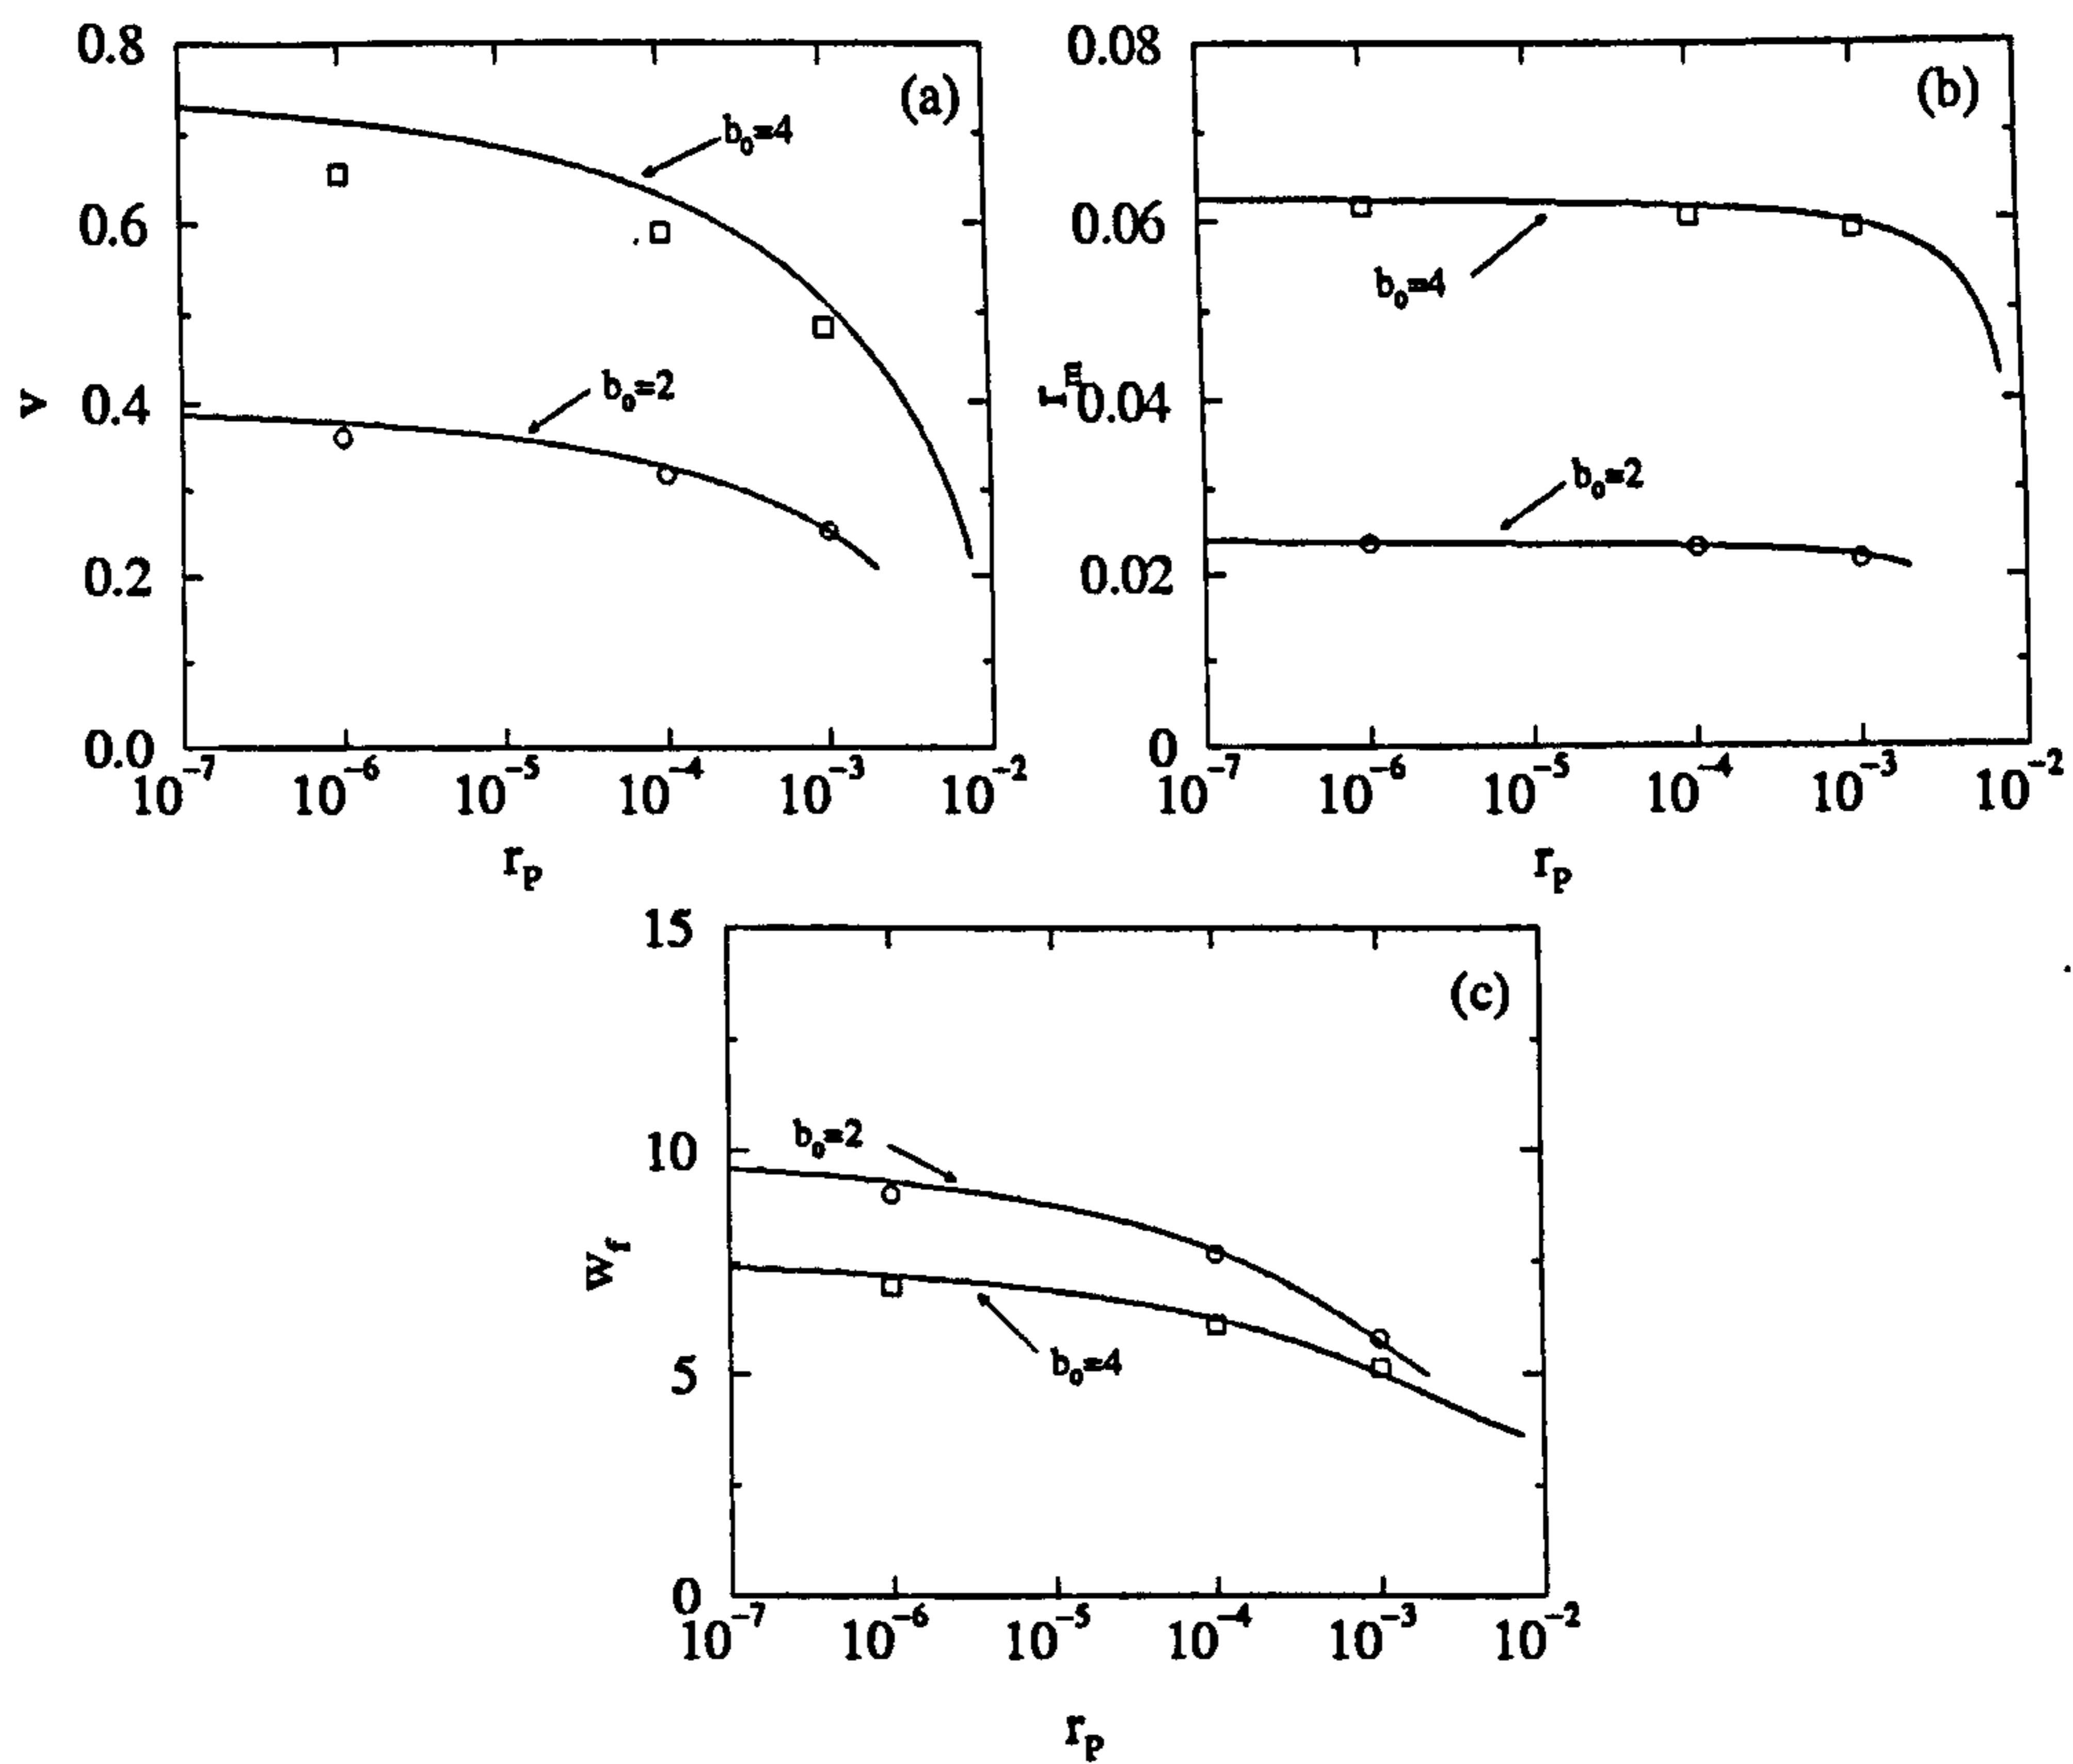 (a)
0.8
0.6
0.4
0.2
0.0
v
b₀=4
b₀=2
10⁻⁷ 10⁻⁶ 10⁻⁵ 10⁻⁴ 10⁻³ 10⁻²
rₚ
(b)
0.08
0.06
0.04
0.02
0
rₘ
b₀=4
b₀=2
10⁻⁷ 10⁻⁶ 10⁻⁵ 10⁻⁴ 10⁻³ 10⁻²
rₚ
(c)
15
10
5
0
w_f
b₀=2
b₀=4
10⁻⁷ 10⁻⁶ 10⁻⁵ 10⁻⁴ 10⁻³ 10⁻²
rₚ